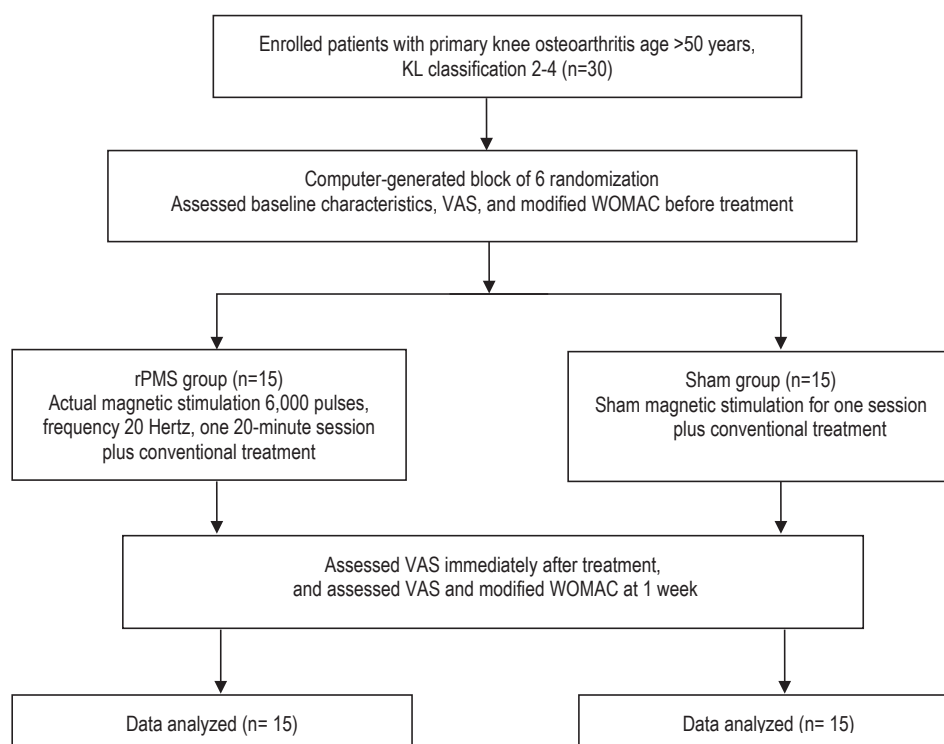 Enrolled patients with primary knee osteoarthritis age >50 years,
KL classification 2-4 (n=30)
Computer-generated block of 6 randomization
Assessed baseline characteristics, VAS, and modified WOMAC before treatment
rPMS group (n=15)
Actual magnetic stimulation 6,000 pulses,
frequency 20 Hertz, one 20-minute session
plus conventional treatment
Sham group (n=15)
Sham magnetic stimulation for one session
plus conventional treatment
Assessed VAS immediately after treatment,
and assessed VAS and modified WOMAC at 1 week
Data analyzed (n= 15)
Data analyzed (n= 15)